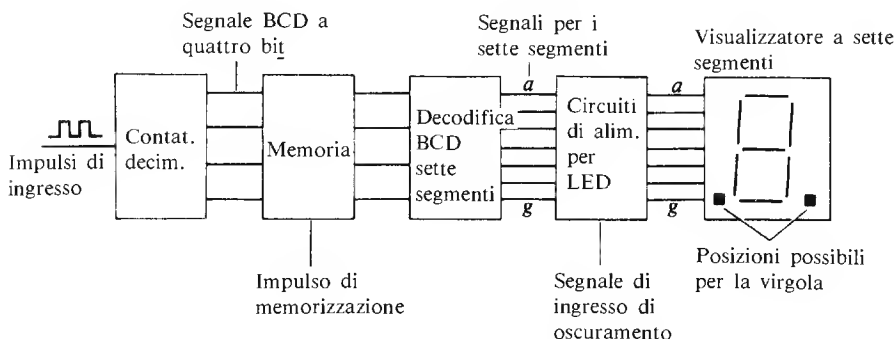 Segnale BCD a
quattro bit
Segnali per i
sette segmenti
Visualizzatore a sette
segmenti
a
a
Impulsi di
ingresso
Contat.
decim.
Memoria
Decodifica
BCD
sette
segmenti
Circuiti
di alim.
per
LED
g
g
Impulso di
memorizzazione
Segnale di
ingresso di
oscuramento
Posizioni possibili
per la virgola